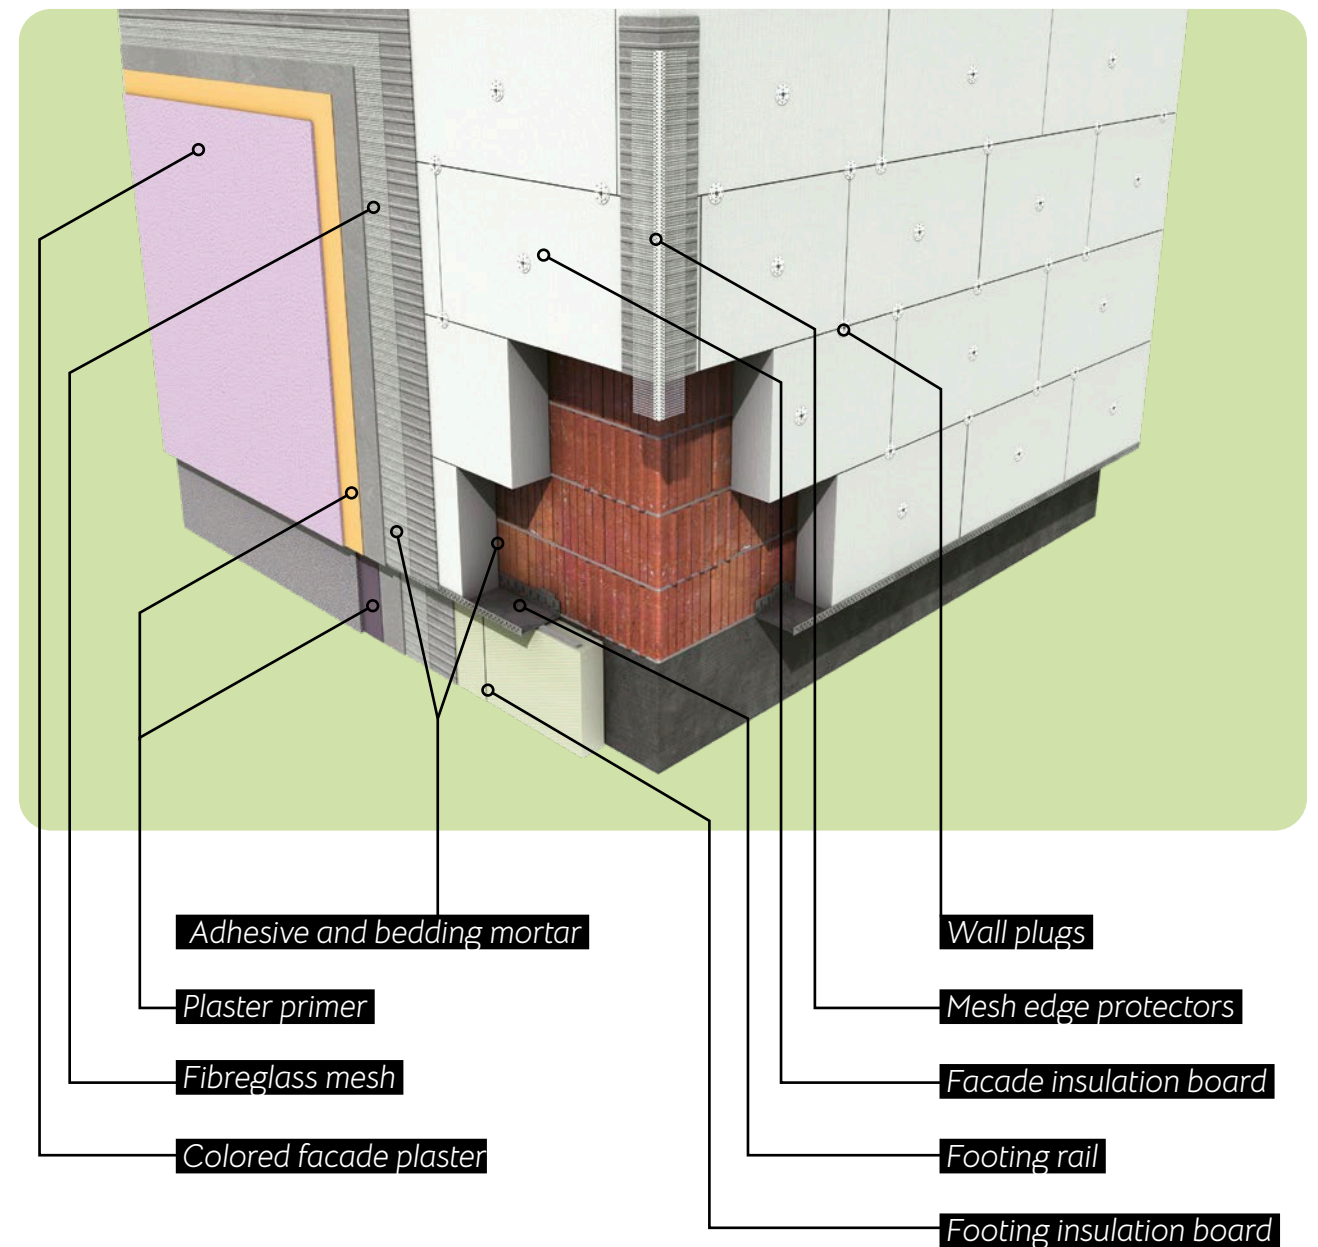 Adhesive and bedding mortar
Plaster primer
Fibreglass mesh
Colored facade plaster
Wall plugs
Mesh edge protectors
Facade insulation board
Footing rail
Footing insulation board